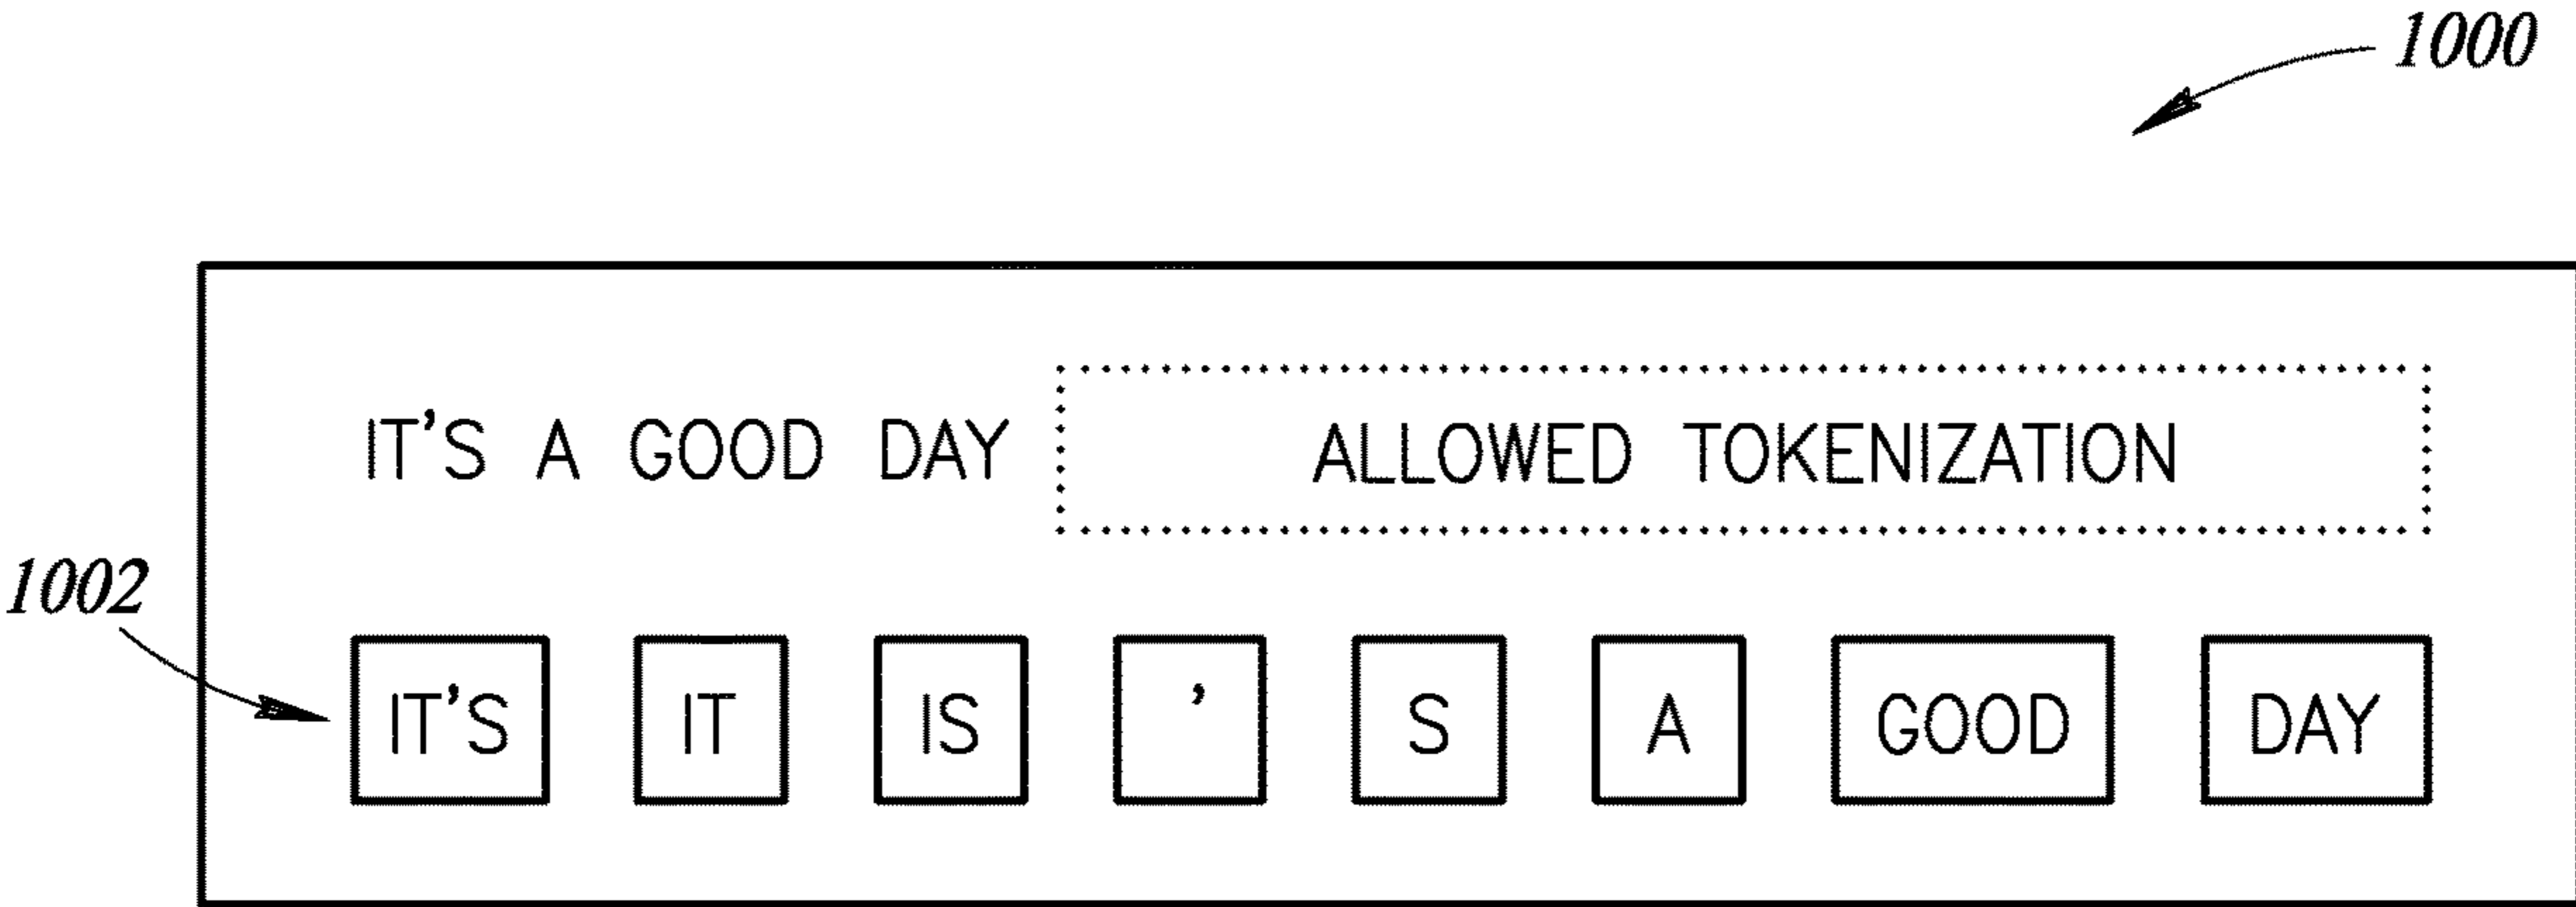 1000
IT'S A GOOD DAY ALLOWED TOKENIZATION
1002
IT'S IT IS ' S A GOOD DAY